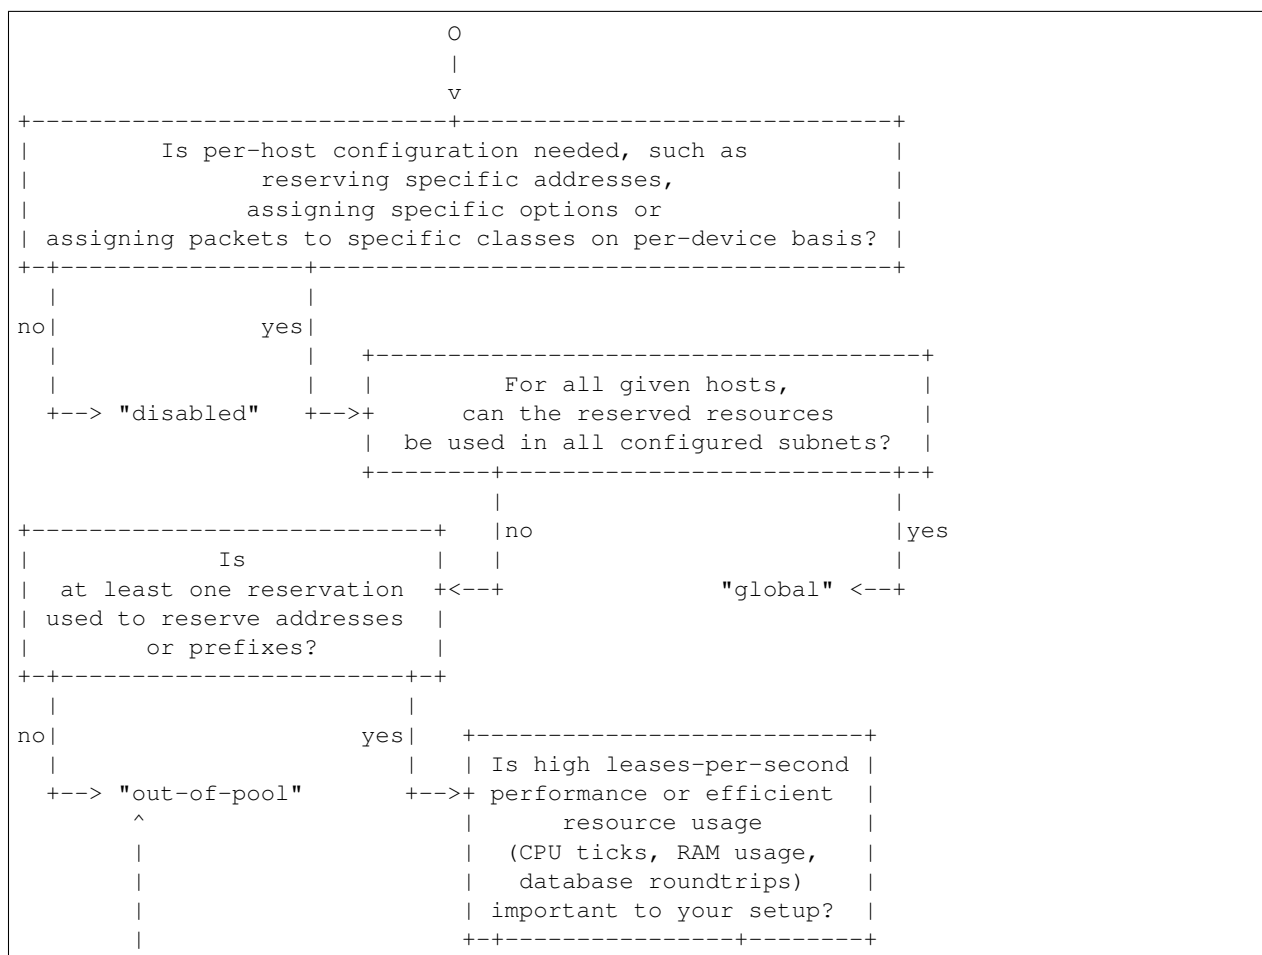 O
                              |
                              v
+-----------------------------+------------------------------+
|         Is per-host configuration needed, such as          |
|                reserving specific addresses,               |
|               assigning specific options or                |
| assigning packets to specific classes on per-device basis? |
+-+-----------------+----------------------------------------+
  |                 |
no|              yes|
  |                 |   +--------------------------------------+
  |                 |   |         For all given hosts,         |
  +--> "disabled"   +-->+      can the reserved resources      |
                        |  be used in all configured subnets?  |
                        +--------+---------------------------+-+
                                 |                           |
+----------------------------+   |no                         |yes
|             Is             |   |                           |
|  at least one reservation  +<--+               "global" <--+
| used to reserve addresses  |
|        or prefixes?        |
+-+------------------------+-+
  |                        |
no|                     yes|   +---------------------------+
  |                        |   | Is high leases-per-second |
  +--> "out-of-pool"       +-->+ performance or efficient  |
        ^                      |      resource usage       |
        |                      |  (CPU ticks, RAM usage,   |
        |                      |   database roundtrips)    |
        |                      | important to your setup?  |
        |                      +-+----------------+--------+